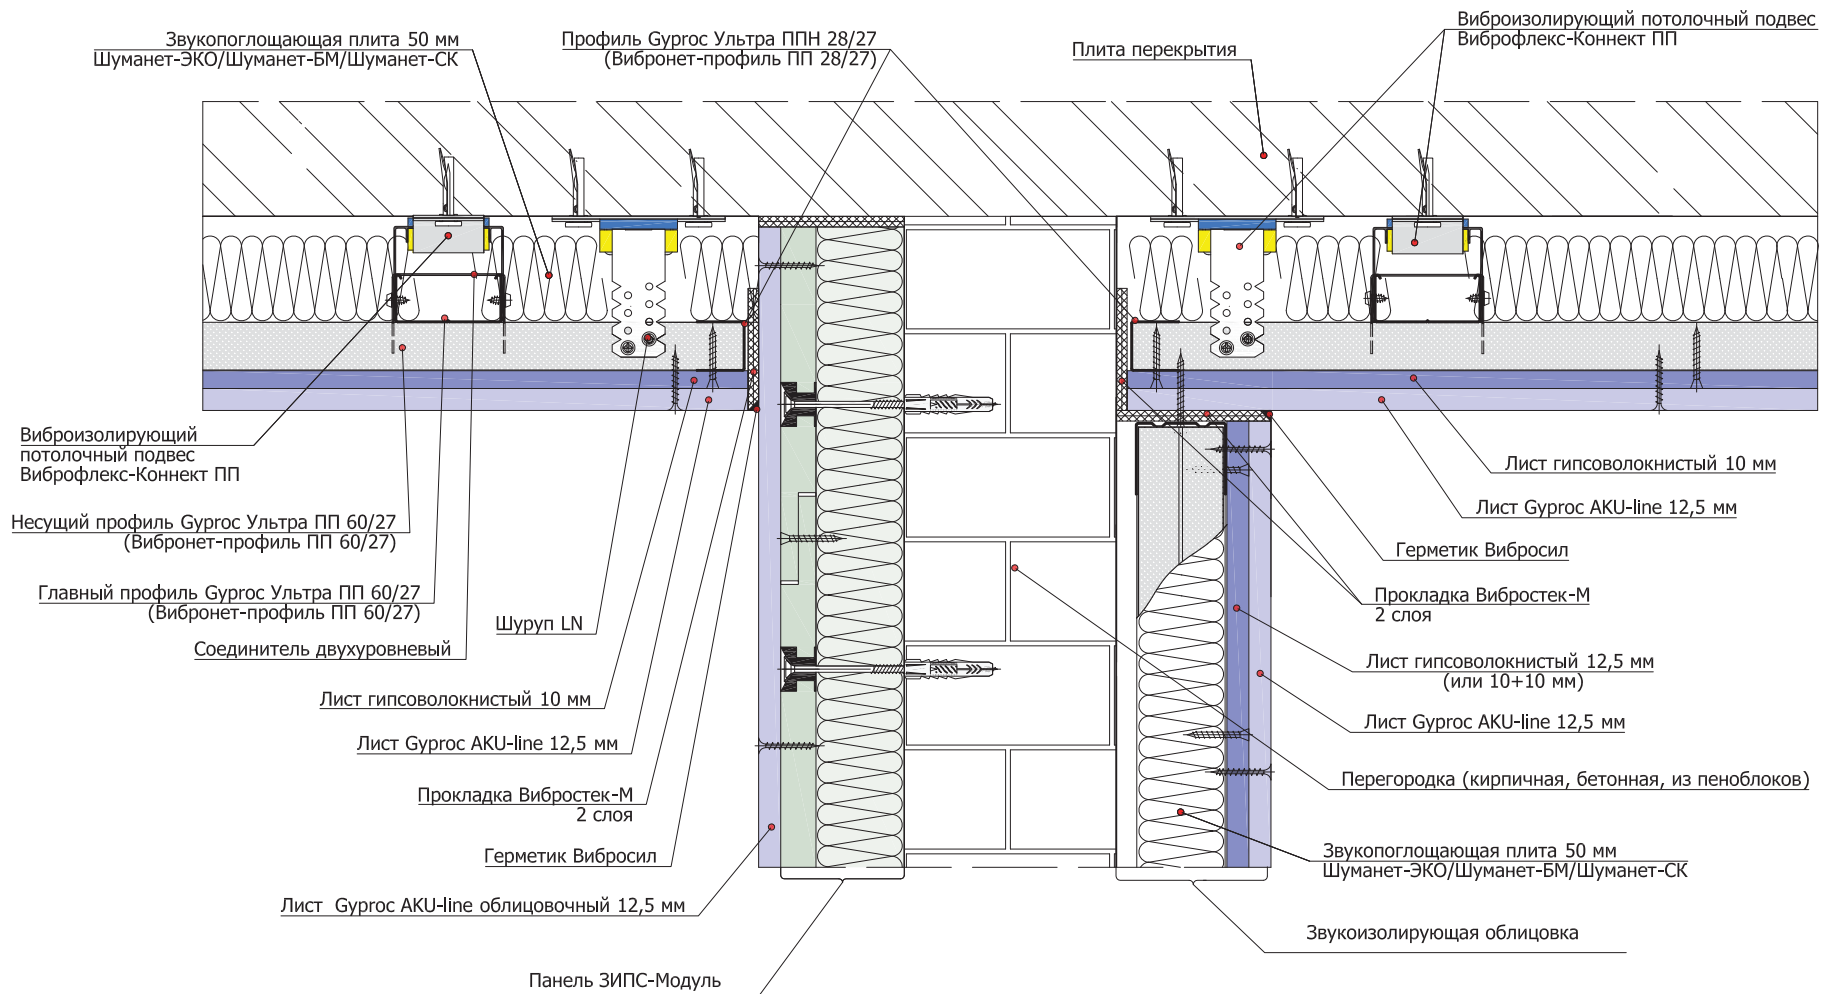 Звукопоглощающая плита 50 мм
Шуманет-ЭКО/Шуманет-БМ/Шуманет-СК
Профиль Gyproc Ультра ППН 28/27
(Вибронет-профиль ПП 28/27)
Плита перекрытия
Виброизолирующий потолочный подвес
Виброфлекс-Коннект ПП
Виброизолирующий
потолочный подвес
Виброфлекс-Коннект ПП
Несущий профиль Gyproc Ультра ПП 60/27
(Вибронет-профиль ПП 60/27)
Главный профиль Gyproc Ультра ПП 60/27
(Вибронет-профиль ПП 60/27)
Шуруп LN
Соединитель двухуровневый
Лист гипсоволокнистый 10 мм
Лист Gyproc AKU-line 12,5 мм
Прокладка Вибростек-М
2 слоя
Герметик Вибросил
Лист Gyproc AKU-line облицовочный 12,5 мм
Панель ЗИПС-Модуль
Лист гипсоволокнистый 10 мм
Лист Gyproc AKU-line 12,5 мм
Герметик Вибросил
Прокладка Вибростек-М
2 слоя
Лист гипсоволокнистый 12,5 мм
(или 10+10 мм)
Лист Gyproc AKU-line 12,5 мм
Перегородка (кирпичная, бетонная, из пеноблоков)
Звукопоглощающая плита 50 мм
Шуманет-ЭКО/Шуманет-БМ/Шуманет-СК
Звукоизолирующая облицовка